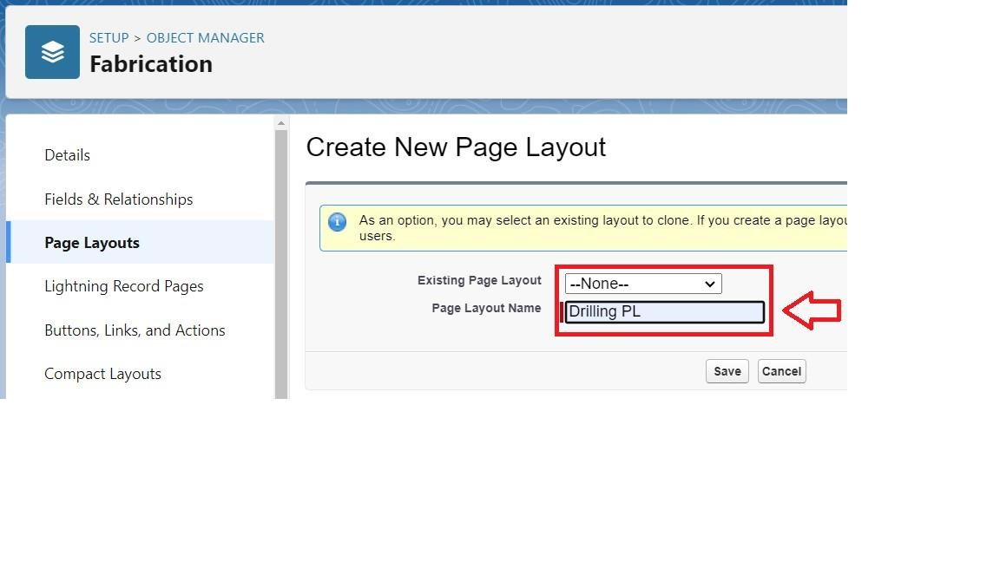 SETUP > OBJECT MANAGER
Fabrication
Details
Fields & Relationships
Page Layouts
Lightning Record Pages
Buttons, Links, and Actions
Compact Layouts
Create New Page Layout
As an option, you may select an existing layout to clone. If you create a page layou
users.
Existing Page Layout --None--
Page Layout Name Drilling PL
Save Cancel